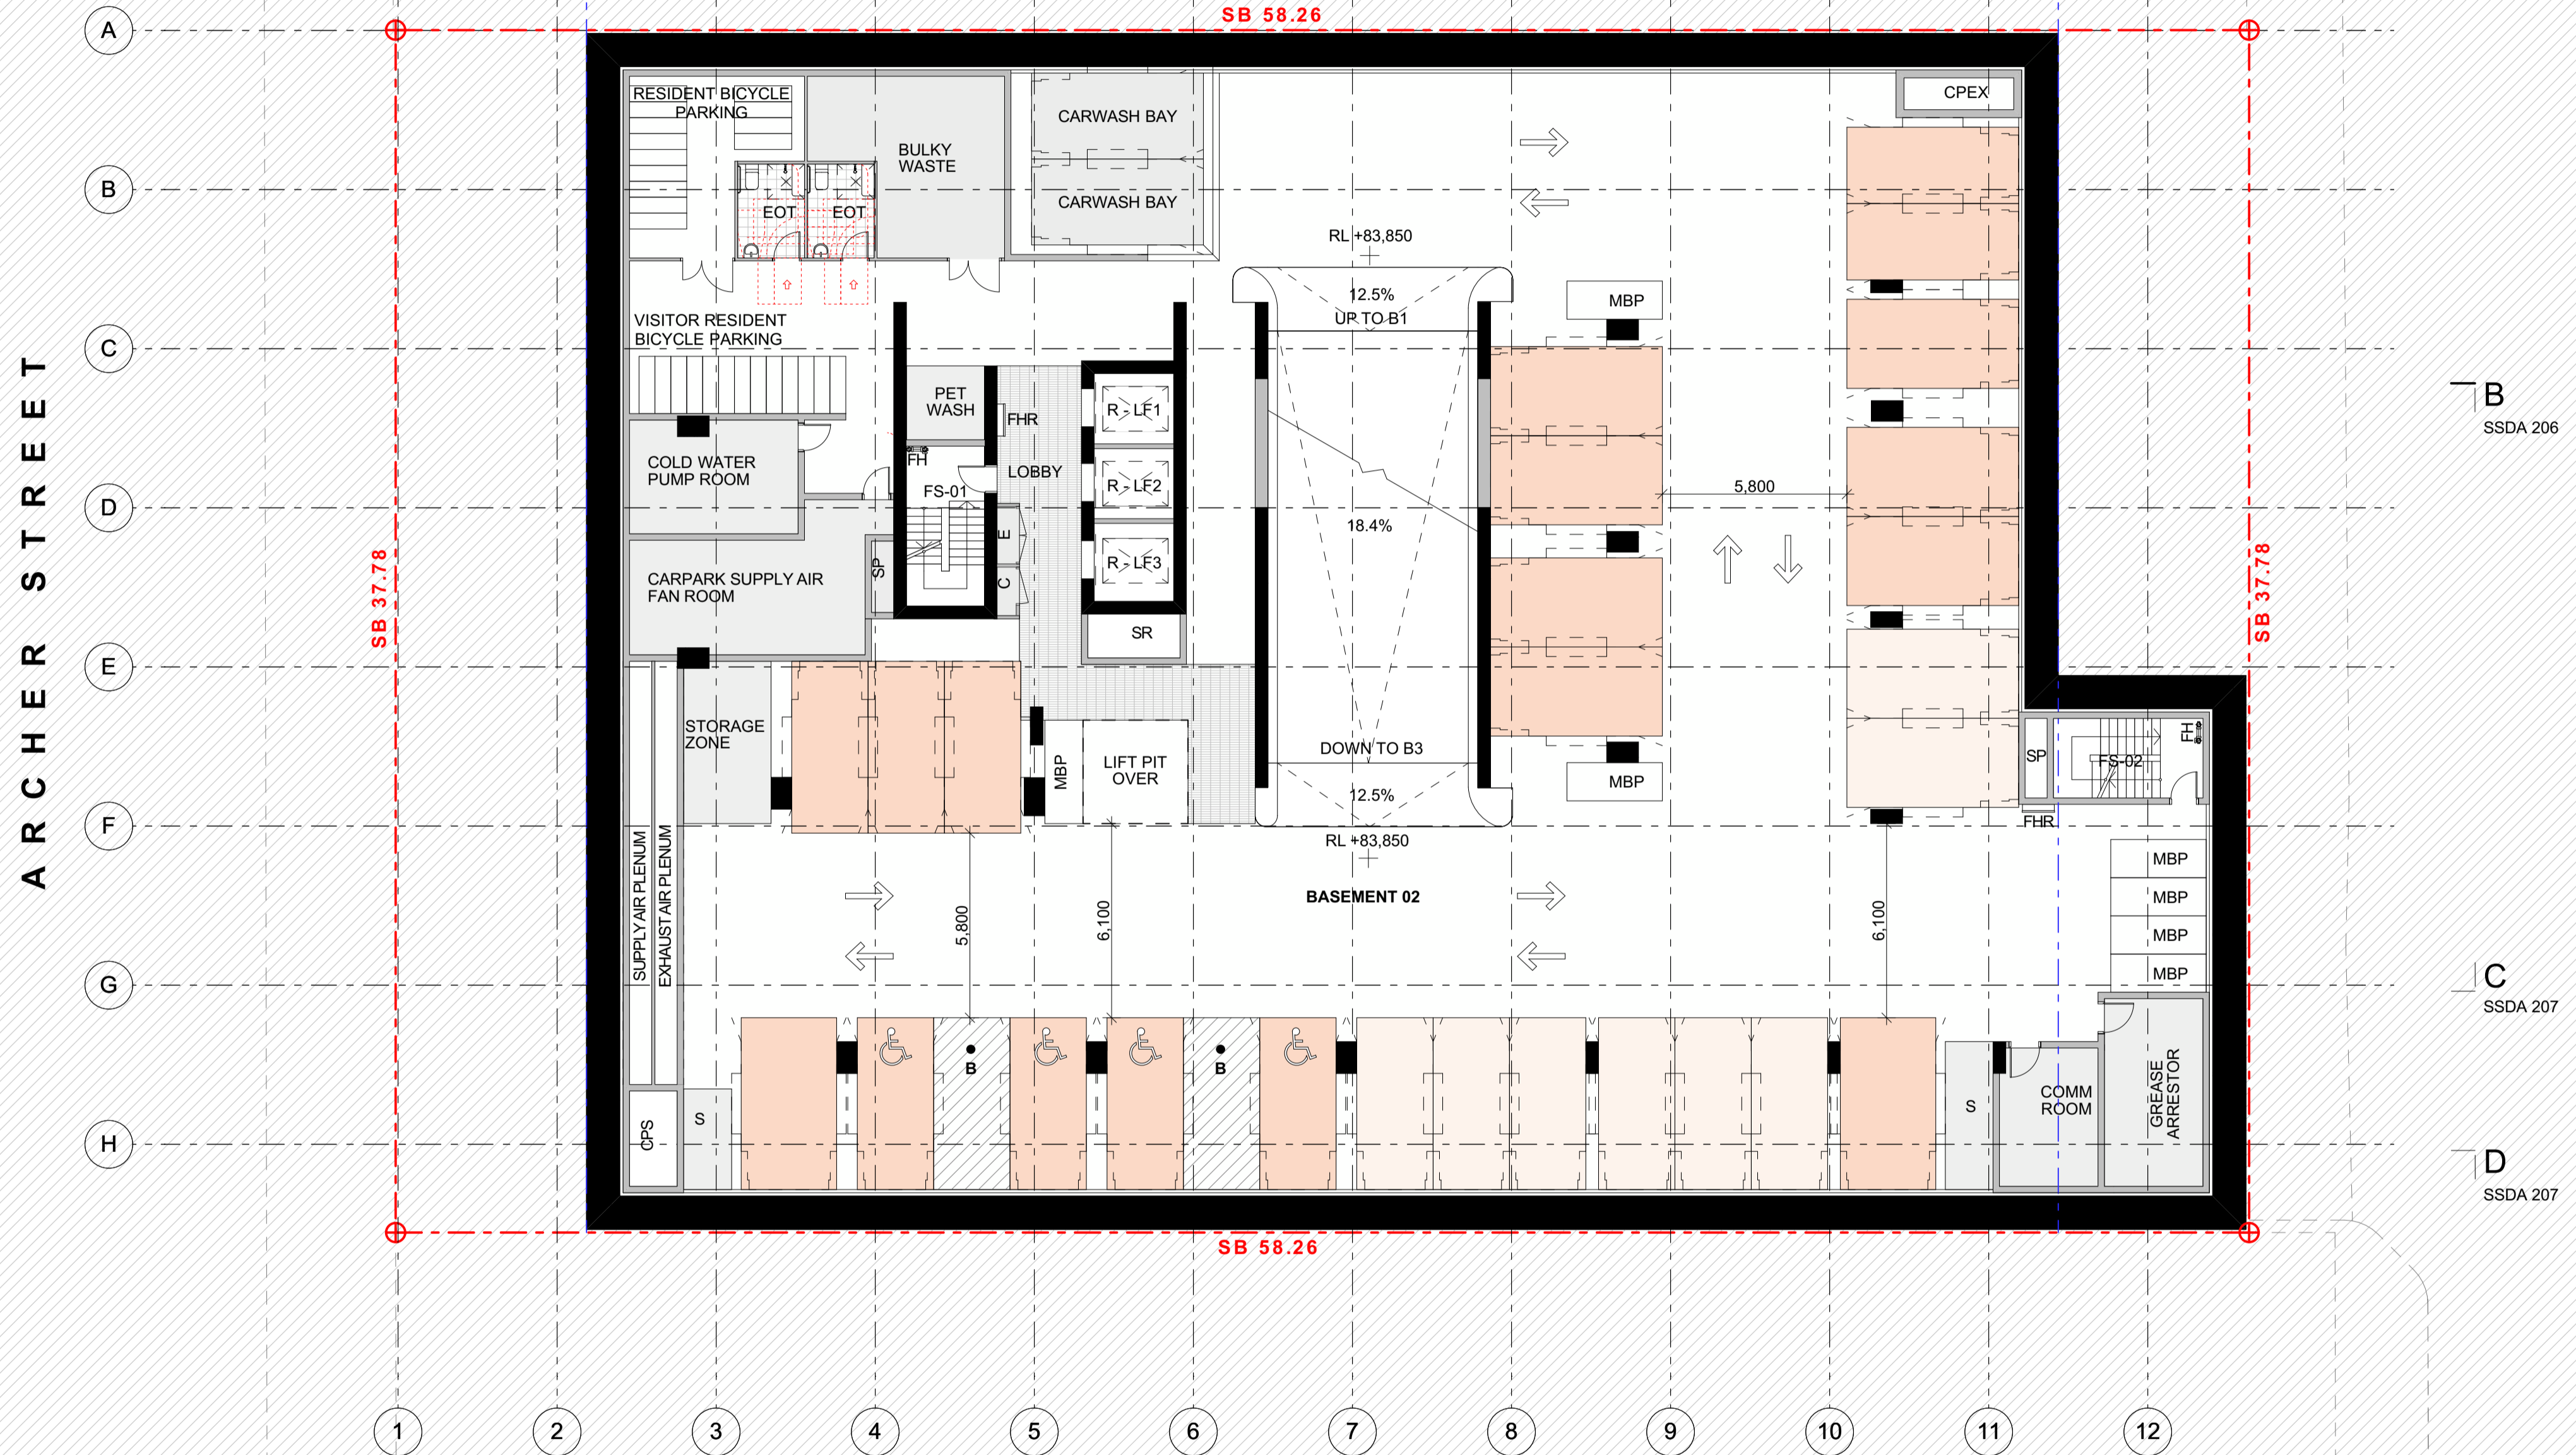 SB 58.26
A
RESIDENT BICYCLE
PARKING
CPEX
CARWASH BAY
BULKY
WASTE
B
CARWASH BAY
EOT
EOT
RL +83,850
12.5%
UP TO B1
MBP
VISITOR RESIDENT
BICYCLE PARKING
C
PET
WASH
R - LF1
FHR
B
SSDA 206
ARCHER STREET
COLD WATER
PUMP ROOM
FH
LOBBY
FS-01
R - LF2
5,800
D
18.4%
E
SB 37.78
SB 37.78
CARPARK SUPPLY AIR
FAN ROOM
SP
C
R - LF3
SR
E
STORAGE
ZONE
DOWN TO B3
MBP
LIFT PIT
OVER
MBP
SP
FS-02
FH
12.5%
F
FHR
RL +83,850
MBP
BASEMENT 02
MBP
SUPPLY AIR PLENUM
EXHAUST AIR PLENUM
5,800
6,100
6,100
MBP
MBP
G
C
SSDA 207
B
B
COMM
ROOM
GREASE
ARRESTOR
S
S
CPS
H
D
SSDA 207
SB 58.26
1
2
3
4
5
6
7
8
9
10
11
12